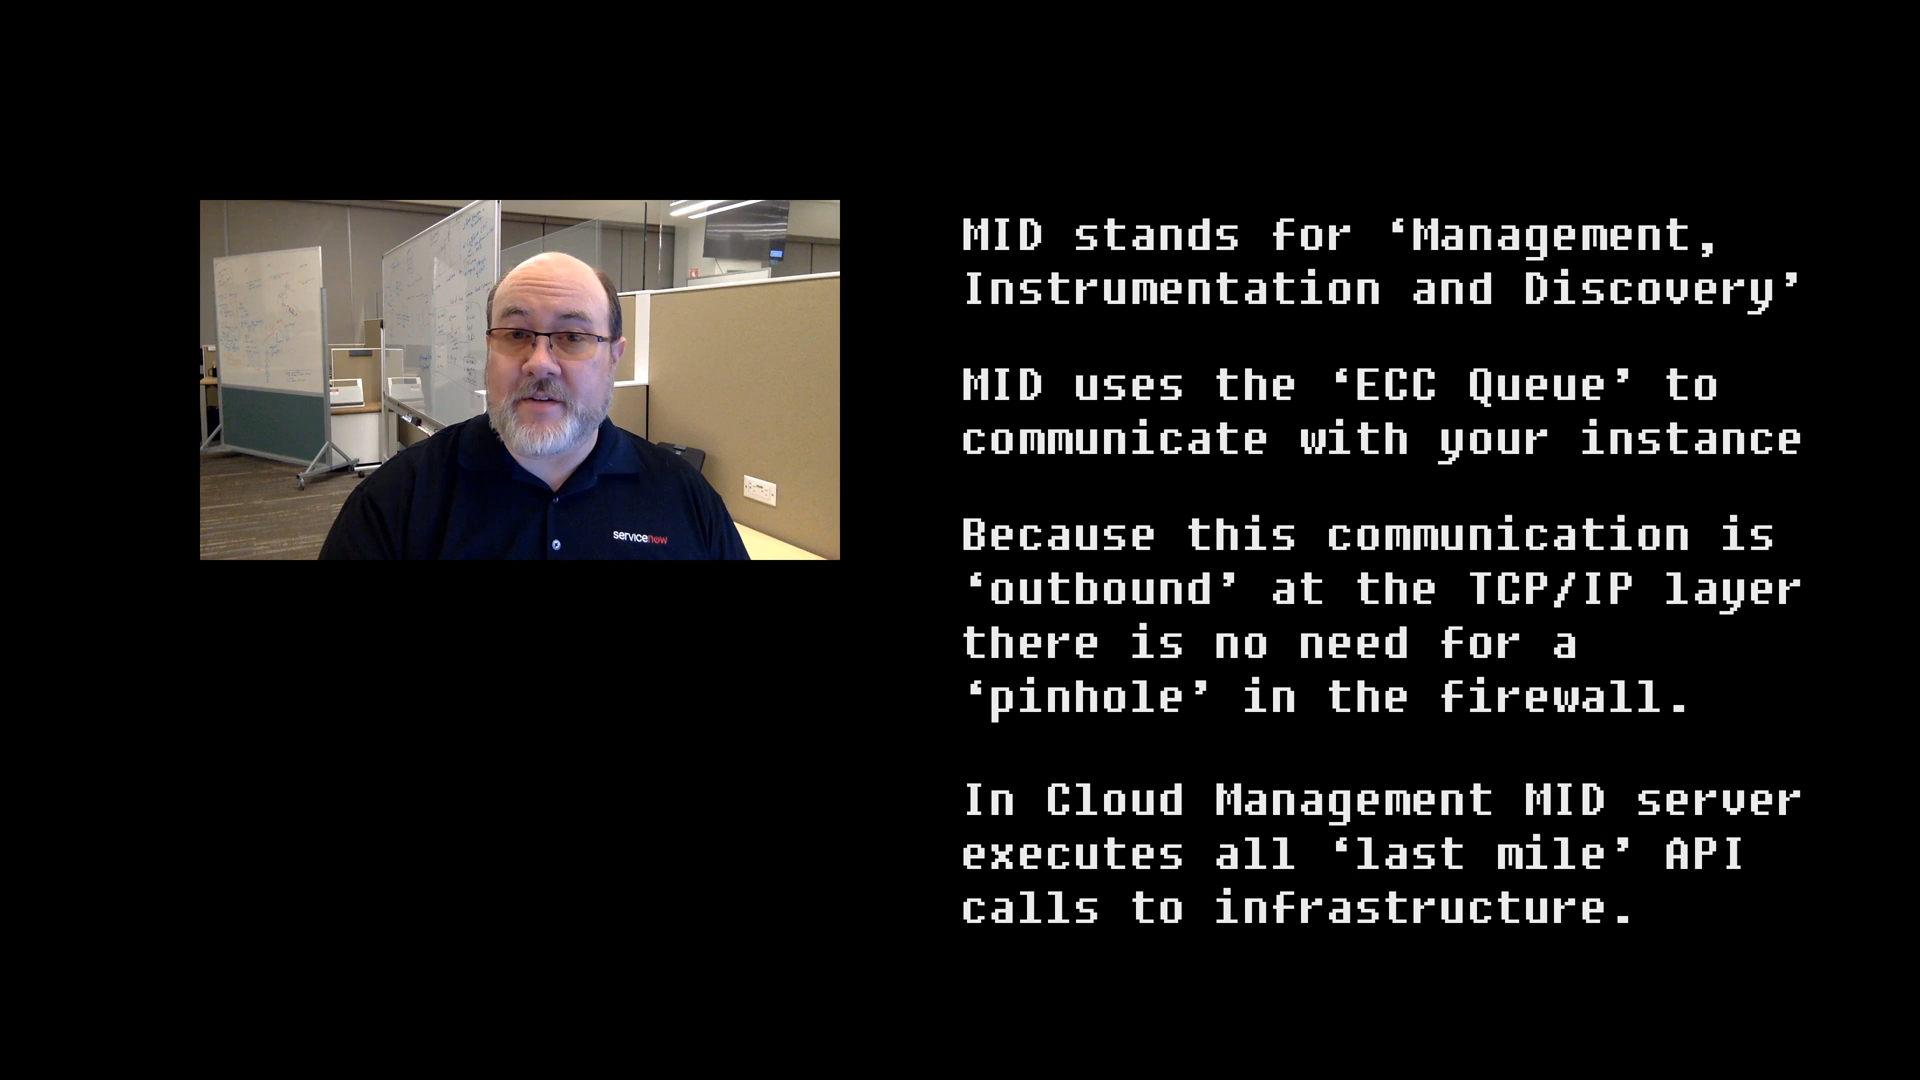 MID stands for ‘Management,
Instrumentation and Discovery’
MID uses the ‘ECC Queue’ to
communicate with your instance
Because this communication is
‘outbound’ at the TCP/IP layer
there is no need for a
‘pinhole’ in the firewall.
In Cloud Management MID server
executes all ‘last mile’ API
calls to infrastructure.
servicenow